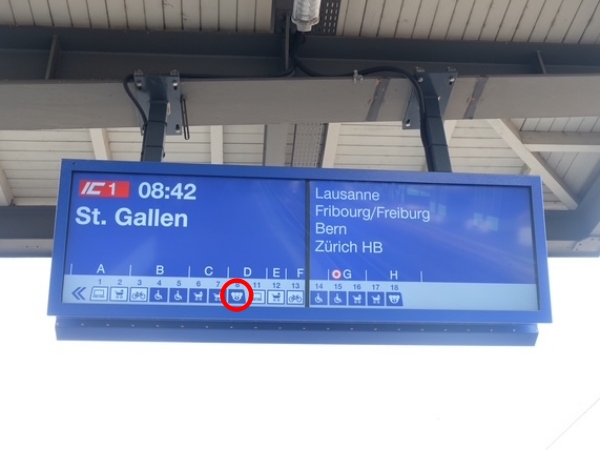 IC 1 08:42
St. Gallen
Lausanne
Fribourg/Freiburg
Bern
Zürich HB
A B C D E F G H
1 2 3 4 5 6 7 11 12 13 14 15 16 17 18